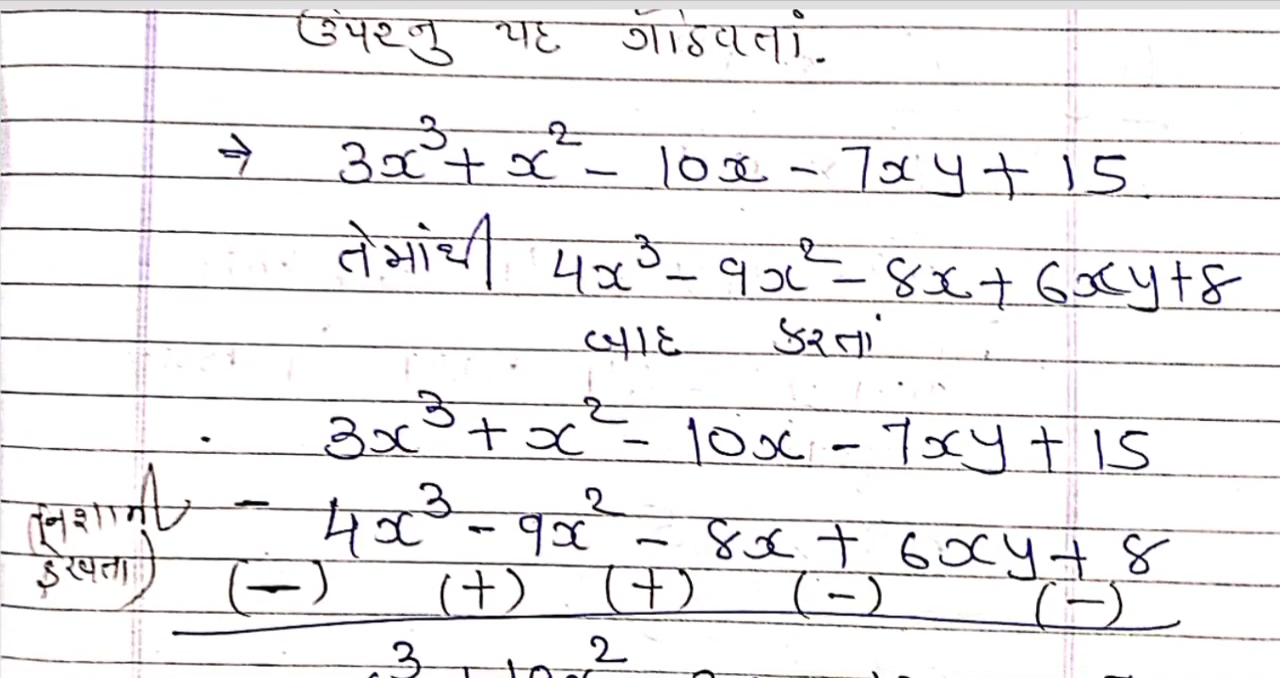 ઉપરનુ પદ ગોઠવતાં.
⇒ 3x³ + x² - 10x - 7xy + 15
તેમાંથી 4x³ - 9x² - 8x + 6xy + 8
બાદ કરતાં
3x³ + x² - 10x - 7xy + 15
- 4x³ - 9x² - 8x + 6xy + 8
(-) (+) (+) (-) (-)